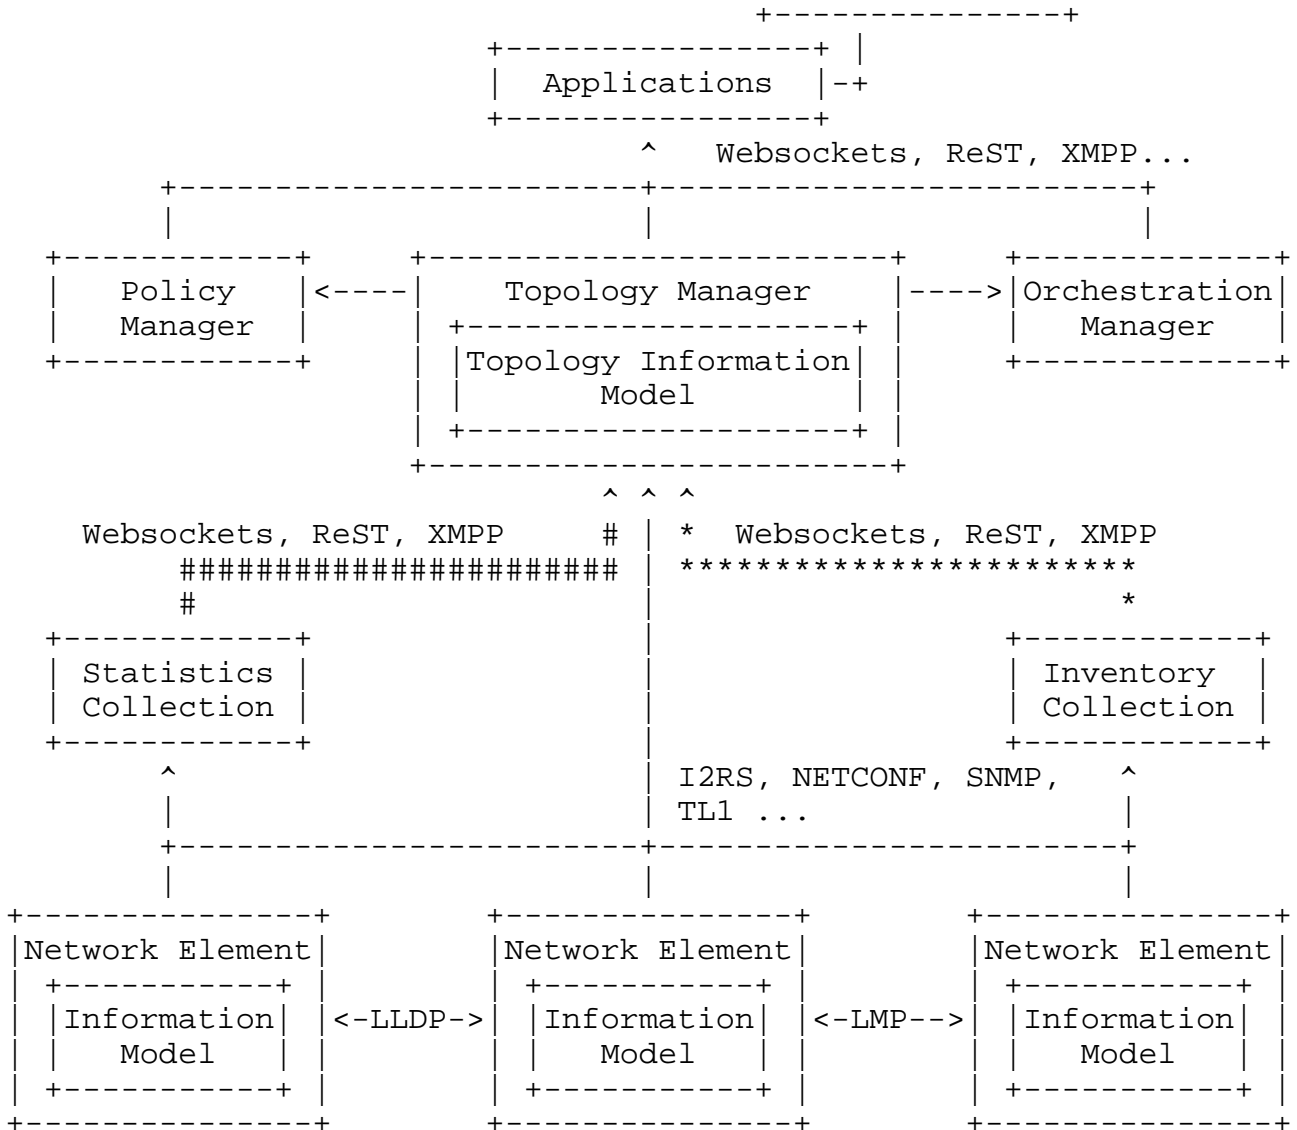 Applications
Websockets, ReST, XMPP...
Policy Manager
Topology Manager
Orchestration Manager
Topology Information Model
Websockets, ReST, XMPP
Websockets, ReST, XMPP
Statistics Collection
Inventory Collection
I2RS, NETCONF, SNMP,
TL1 ...
Network Element
Network Element
Network Element
Information Model
<-LLDP->
Information Model
<-LMP-->
Information Model